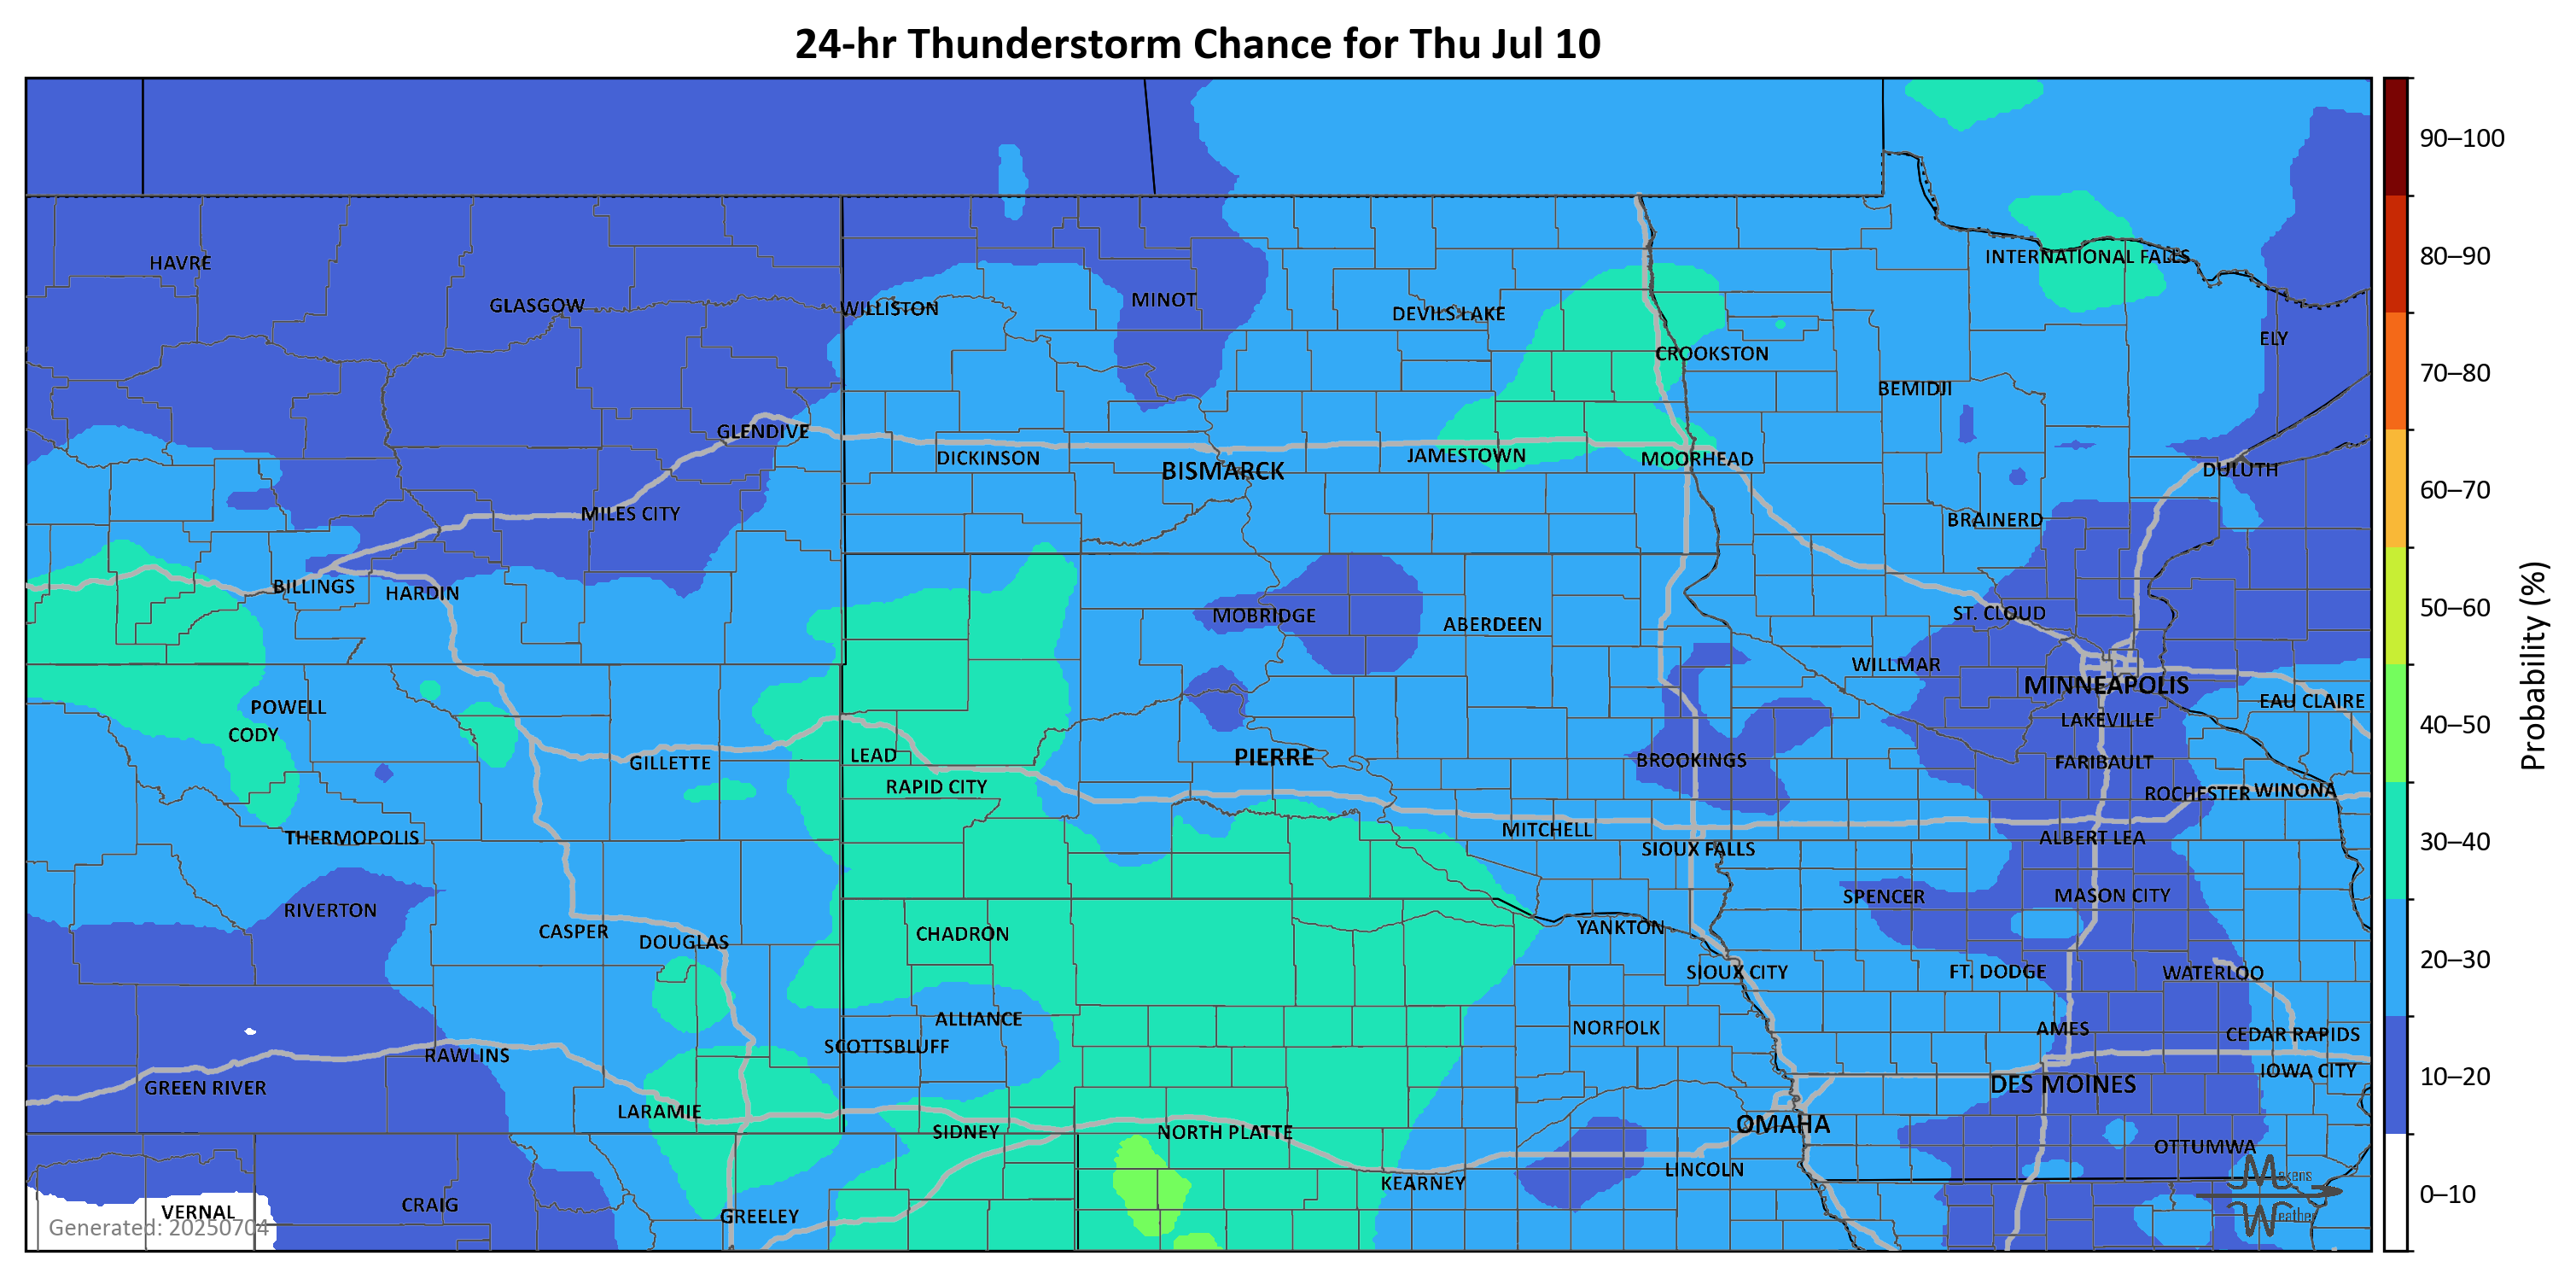 24-hr Thunderstorm Chance for Thu Jul 10
90–100
80–90
70–80
60–70
50–60
40–50
30–40
20–30
10–20
0–10
Probability (%)
HAVRE
INTERNATIONAL FALLS
GLASGOW
WILLISTON
MINOT
DEVILS LAKE
ELY
CROOKSTON
BEMIDJI
GLENDIVE
DICKINSON
BISMARCK
JAMESTOWN
MOORHEAD
DULUTH
MILES CITY
BRAINERD
BILLINGS
HARDIN
MOBRIDGE
ABERDEEN
ST. CLOUD
WILLMAR
MINNEAPOLIS
EAU CLAIRE
POWELL
CODY
LAKEVILLE
GILLETTE
LEAD
PIERRE
BROOKINGS
FARIBAULT
RAPID CITY
ROCHESTER
WINONA
THERMOPOLIS
MITCHELL
ALBERT LEA
SIOUX FALLS
RIVERTON
SPENCER
MASON CITY
CASPER
DOUGLAS
CHADRON
YANKTON
SIOUX CITY
FT. DODGE
WATERLOO
ALLIANCE
NORFOLK
AMES
CEDAR RAPIDS
SCOTTSBLUFF
RAWLINS
GREEN RIVER
IOWA CITY
DES MOINES
LARAMIE
SIDNEY
NORTH PLATTE
OMAHA
OTTUMWA
LINCOLN
KEARNEY
CRAIG
VERNAL
GREELEY
Makens
Weather
Generated: 20250704